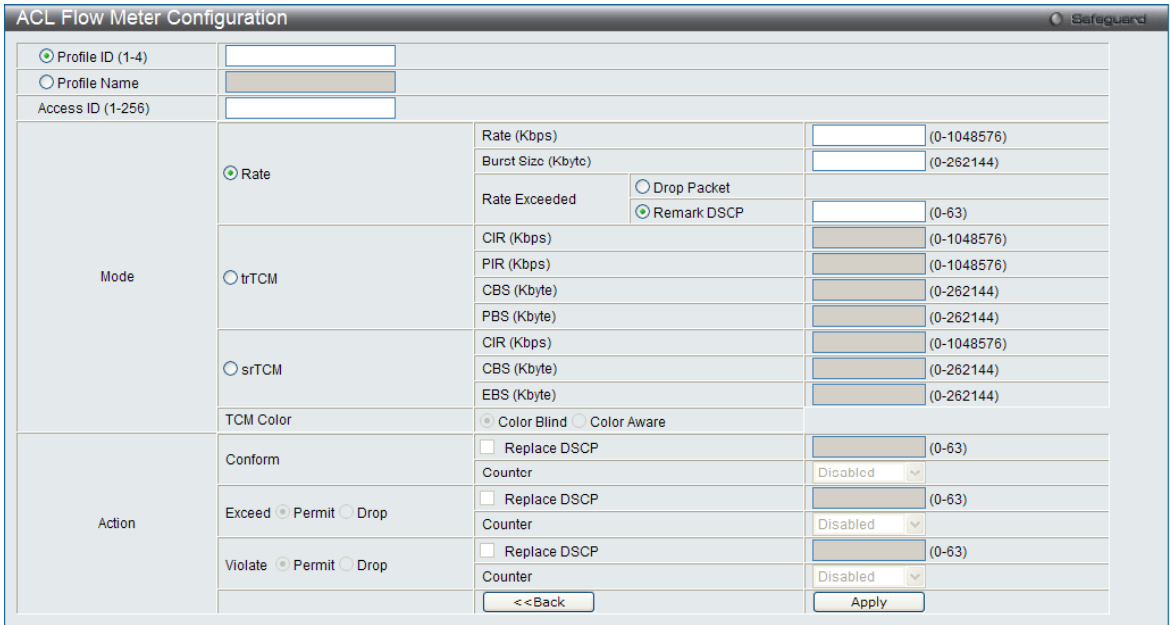 ACL Flow Meter Configuration
Safeguard
Profile ID (1-4)
Profile Name
Access ID (1-256)
Mode
Rate
Rate (Kbps)
(0-1048576)
Burst Size (Kbyte)
(0-262144)
Rate Exceeded
Drop Packet
Remark DSCP
(0-63)
trTCM
CIR (Kbps)
(0-1048576)
PIR (Kbps)
(0-1048576)
CBS (Kbyte)
(0-262144)
PBS (Kbyte)
(0-262144)
srTCM
CIR (Kbps)
(0-1048576)
CBS (Kbyte)
(0-262144)
EBS (Kbyte)
(0-262144)
TCM Color
Color Blind Color Aware
Action
Conform
Replace DSCP
(0-63)
Counter
Disabled
Exceed Permit Drop
Replace DSCP
(0-63)
Counter
Disabled
Violate Permit Drop
Replace DSCP
(0-63)
Counter
Disabled
<<Back
Apply